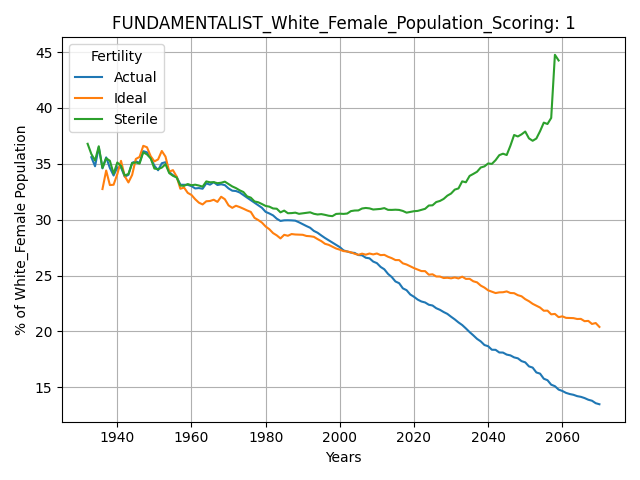 FUNDAMENTALIST_White_Female_Population_Scoring: 1
Fertility
Actual
Ideal
Sterile
% of White_Female Population
45
40
35
30
25
20
15
1940 1960 1980 2000 2020 2040 2060
Years